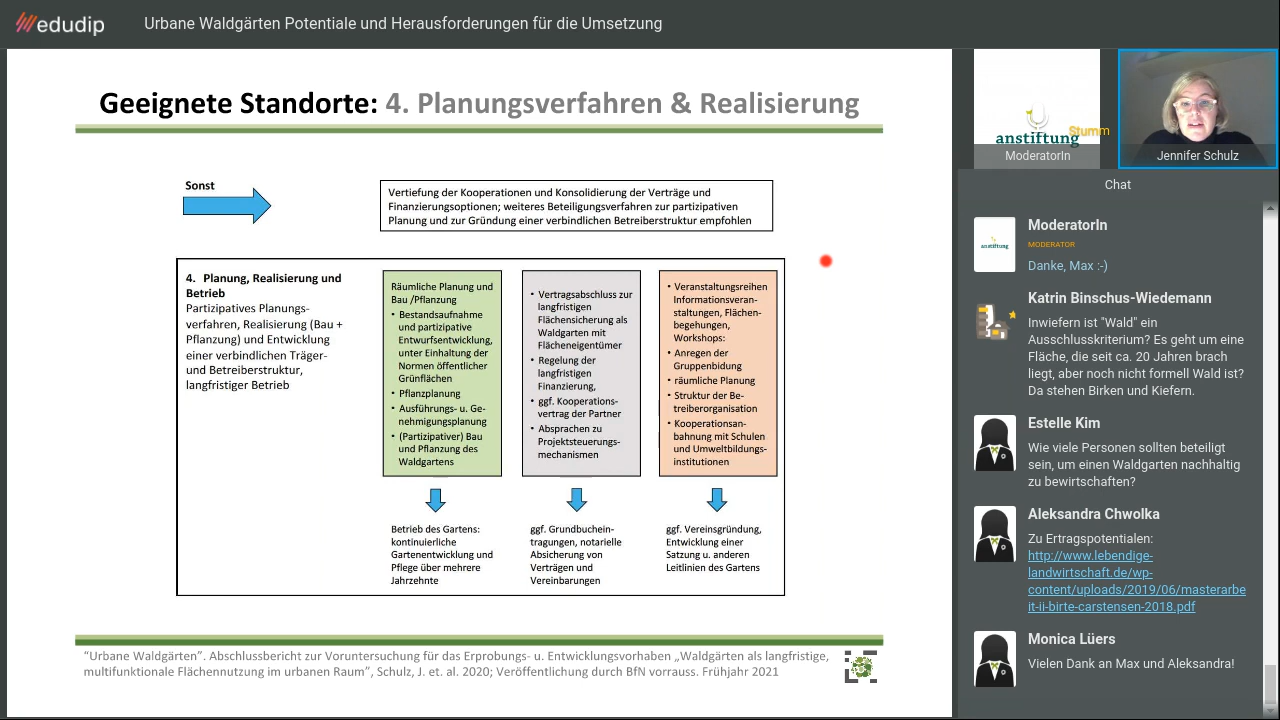 edudip
Urbane Waldgärten Potentiale und Herausforderungen für die Umsetzung
Geeignete Standorte: 4. Planungsverfahren & Realisierung
Sonst
Vertiefung der Kooperationen und Konsolidierung der Verträge und
Finanzierungsoptionen; weiteres Beteiligungsverfahren zur partizipativen
Planung und zur Gründung einer verbindlichen Betreiberstruktur empfohlen
4. Planung, Realisierung und
Betrieb
Partizipatives Planungs-
verfahren, Realisierung (Bau +
Pflanzung) und Entwicklung
einer verbindlichen Träger-
und Betreiberstruktur,
langfristiger Betrieb
Räumliche Planung und
Bau /Pflanzung
• Bestandsaufnahme
und partizipative
Entwurfsentwicklung,
unter Einhaltung der
Normen öffentlicher
Grünflächen
• Pflanzplanung
• Ausführungs- u. Ge-
nehmigungsplanung
• (Partizipativer) Bau
und Pflanzung des
Waldgartens
• Vertragsabschluss zur
langfristigen
Flächensicherung als
Waldgarten mit
Flächeneigentümer
• Regelung der
langfristigen
Finanzierung,
• ggf. Kooperations-
vertrag der Partner
• Absprachen zu
Projektsteuerungs-
mechanismen
• Veranstaltungsreihen
Informationsveran-
staltungen, Flächen-
begehungen,
Workshops:
• Anregen der
Gruppenbidung
• räumliche Planung
• Struktur der Be-
treiberorganisation
• Kooperationsan-
bahnung mit Schulen
und Umweltbildungs-
institutionen
Betrieb des Gartens:
kontinuierliche
Gartenentwicklung und
Pflege über mehrere
Jahrzehnte
ggf. Grundbuchein-
tragungen, notarielle
Absicherung von
Verträgen und
Vereinbarungen
ggf. Vereinsgründung,
Entwicklung einer
Satzung u. anderen
Leitlinien des Gartens
“Urbane Waldgärten”. Abschlussbericht zur Voruntersuchung für das Erprobungs- u. Entwicklungsvorhaben „Waldgärten als langfristige,
multifunktionale Flächennutzung im urbanen Raum”, Schulz, J. et. al. 2020; Veröffentlichung durch BfN vorrauss. Frühjahr 2021
anstiftung
Stumm
ModeratorIn
Jennifer Schulz
Chat
anstiftung
ModeratorIn
MODERATOR
Danke, Max :-)
Katrin Binschus-Wiedemann
Inwiefern ist "Wald" ein
Ausschlusskriterium? Es geht um eine
Fläche, die seit ca. 20 Jahren brach
liegt, aber noch nicht formell Wald ist?
Da stehen Birken und Kiefern.
Estelle Kim
Wie viele Personen sollten beteiligt
sein, um einen Waldgarten nachhaltig
zu bewirtschaften?
Aleksandra Chwolka
Zu Ertragspotentialen:
http://www.lebendige-
landwirtschaft.de/wp-
content/uploads/2019/06/masterarbe
it-ii-birte-carstensen-2018.pdf
Monica Lüers
Vielen Dank an Max und Aleksandra!